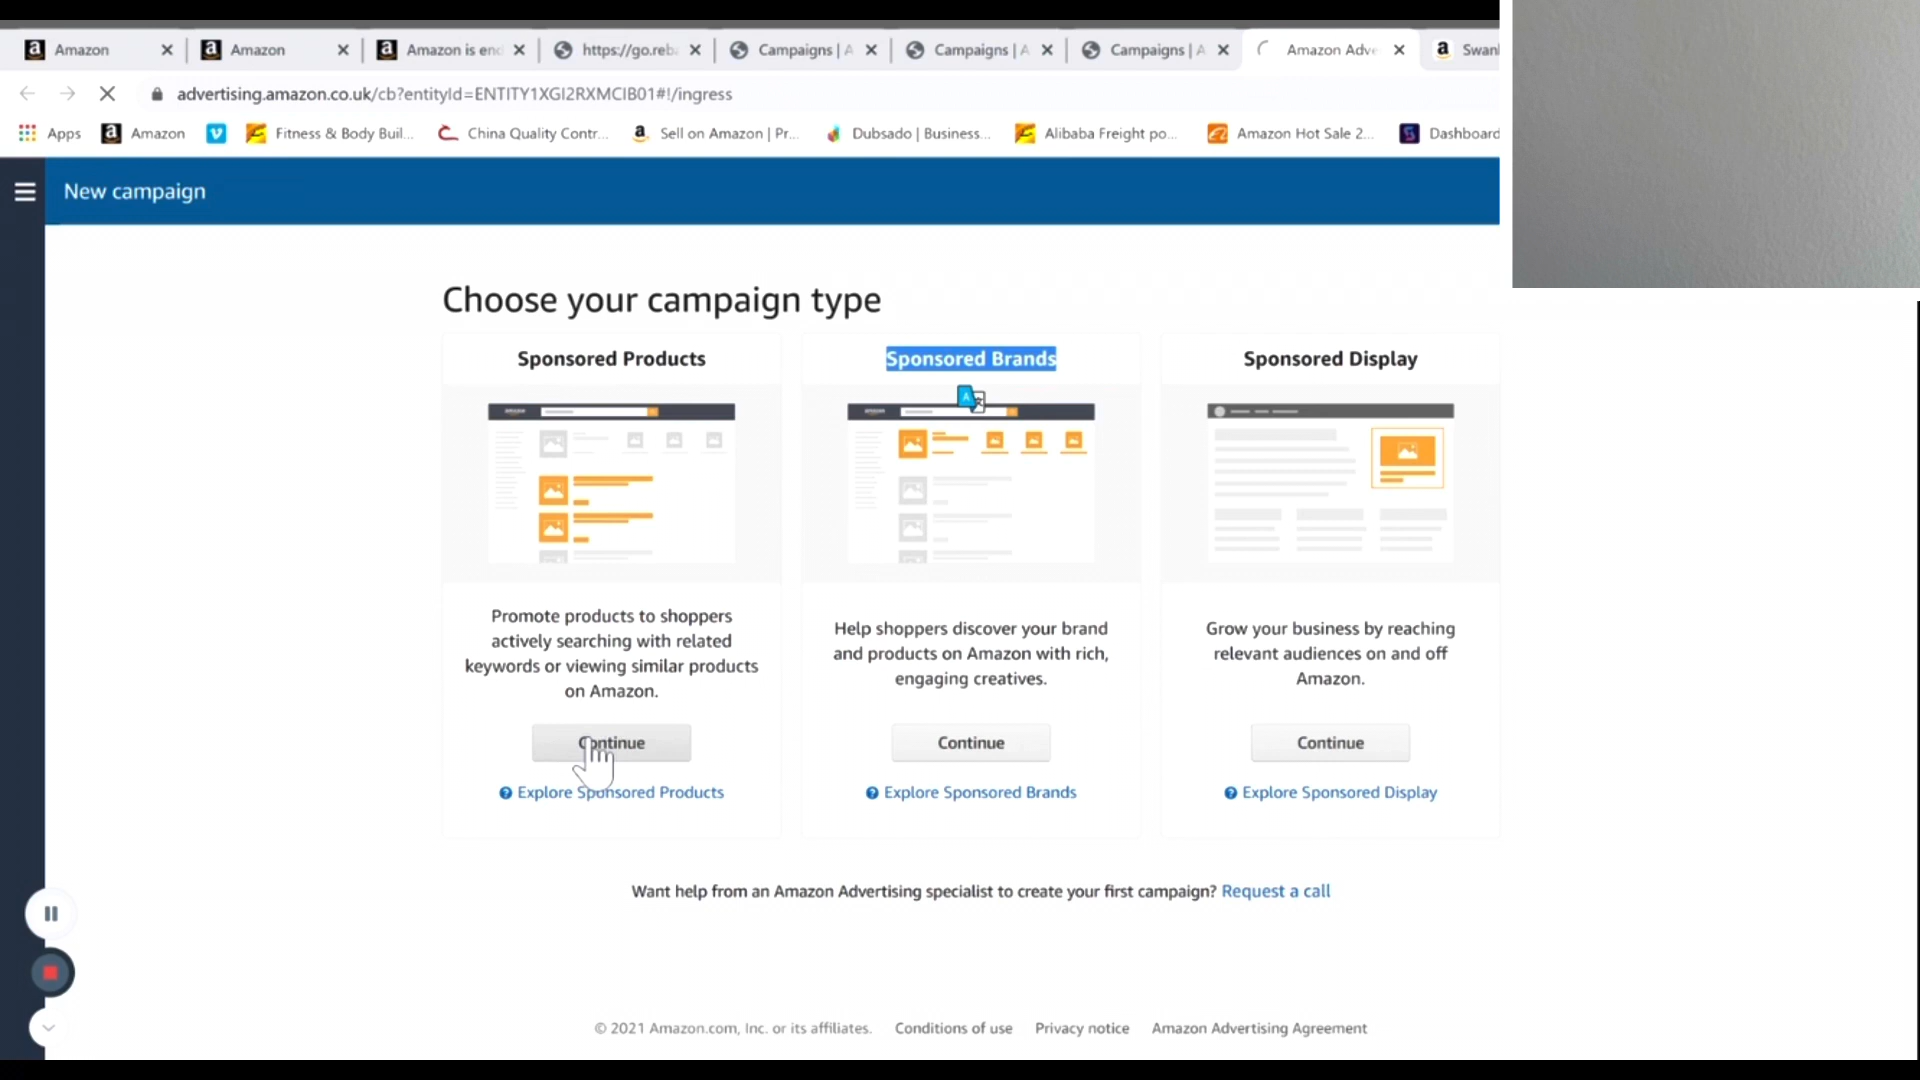 Amazon
Amazon
Amazon is end
https://go.reb
Campaigns | A
Campaigns | A
Campaigns | A
Amazon Adve
Swan
advertising.amazon.co.uk/cb?entityId=ENTITY1XGI2RXMCIB01#!/ingress
Apps
Amazon
Fitness & Body Buil...
China Quality Contr...
Sell on Amazon | Pr...
Dubsado | Business...
Alibaba Freight po...
Amazon Hot Sale 2...
Dashboard
New campaign
Choose your campaign type
Sponsored Products
Promote products to shoppers
actively searching with related
keywords or viewing similar products
on Amazon.
Continue
Explore Sponsored Products
Sponsored Brands
Help shoppers discover your brand
and products on Amazon with rich,
engaging creatives.
Continue
Explore Sponsored Brands
Sponsored Display
Grow your business by reaching
relevant audiences on and off
Amazon.
Continue
Explore Sponsored Display
Want help from an Amazon Advertising specialist to create your first campaign? Request a call
© 2021 Amazon.com, Inc. or its affiliates. Conditions of use Privacy notice Amazon Advertising Agreement